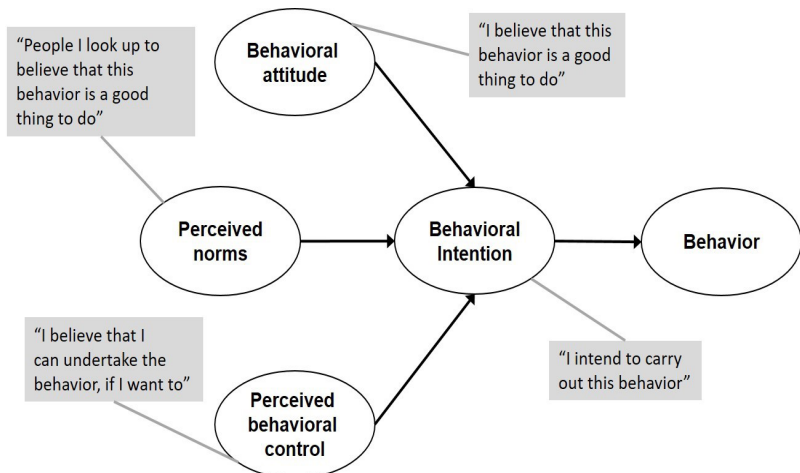 “People I look up to
believe that this
behavior is a good
thing to do”
Behavioral
attitude
“I believe that this
behavior is a good
thing to do”
Perceived
norms
Behavioral
Intention
Behavior
“I believe that I
can undertake the
behavior, if I want to”
Perceived
behavioral
control
“I intend to carry
out this behavior”